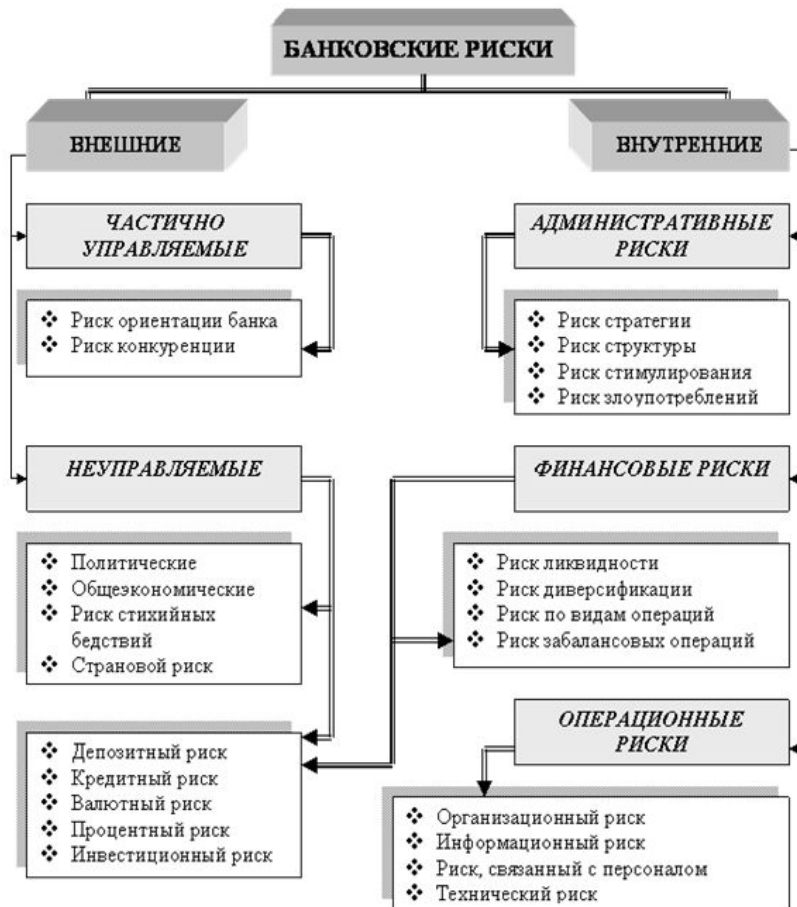 БАНКОВСКИЕ РИСКИ
ВНЕШНИЕ
ВНУТРЕННИЕ
ЧАСТИЧНО
УПРАВЛЯЕМЫЕ
Риск ориентации банка
Риск конкуренции
АДМИНИСТРАТИВНЫЕ
РИСКИ
Риск стратегии
Риск структуры
Риск стимулирования
Риск злоупотреблений
НЕУПРАВЛЯЕМЫЕ
Политические
Общеэкономические
Риск стихийных
бедствий
Страновой риск
ФИНАНСОВЫЕ РИСКИ
Риск ликвидности
Риск диверсификации
Риск по видам операций
Риск забалансовых операций
Депозитный риск
Кредитный риск
Валютный риск
Процентный риск
Инвестиционный риск
ОПЕРАЦИОННЫЕ
РИСКИ
Организационный риск
Информационный риск
Риск, связанный с персоналом
Технический риск